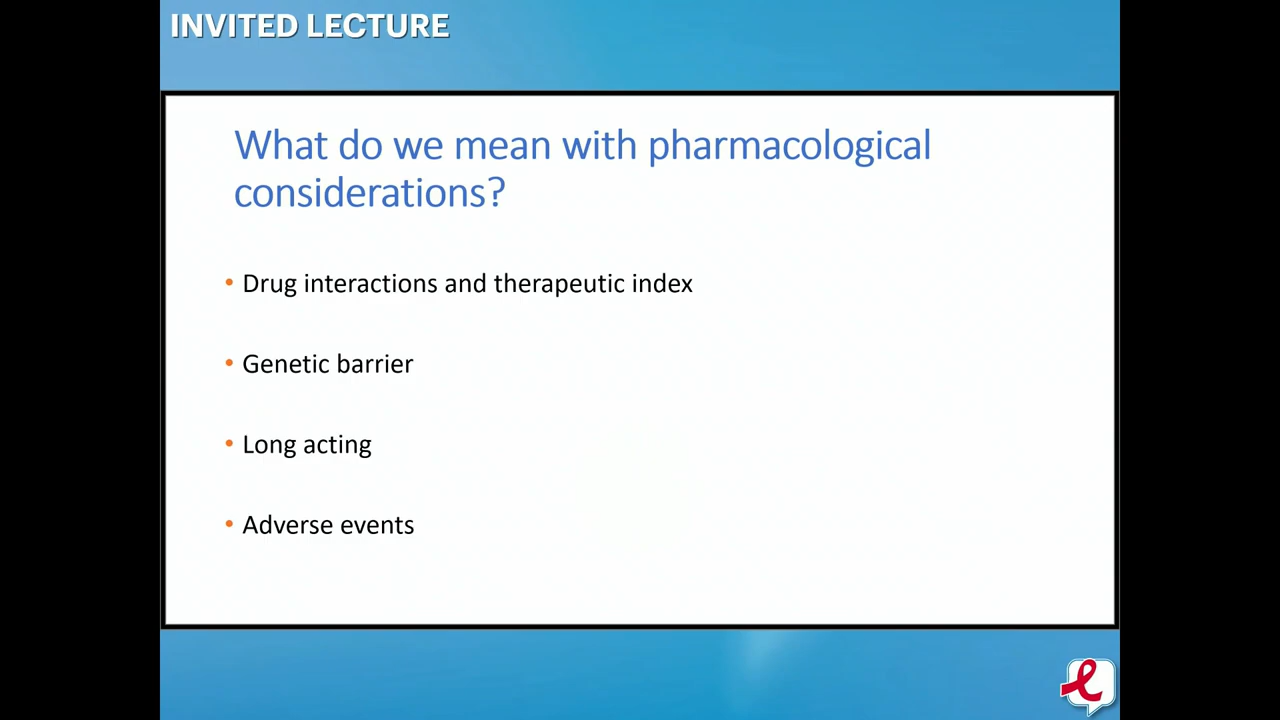 INVITED LECTURE
What do we mean with pharmacological
considerations?
• Drug interactions and therapeutic index
• Genetic barrier
• Long acting
• Adverse events